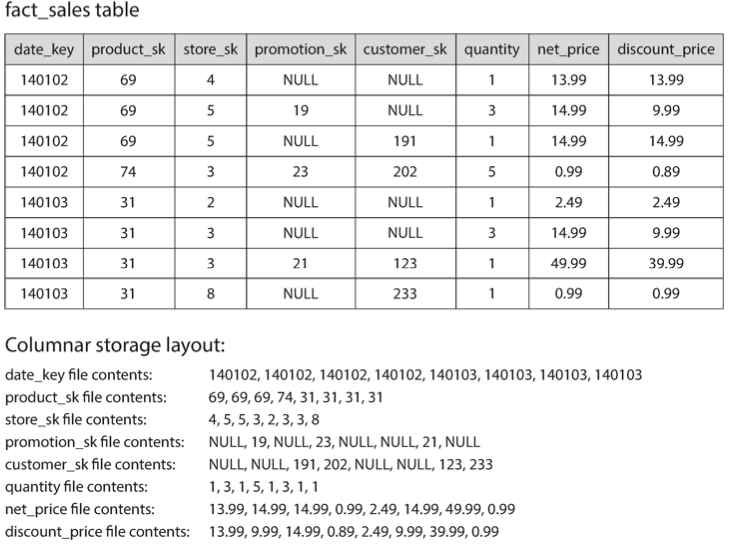 fact_sales table
date_key product_sk store_sk promotion_sk customer_sk quantity net_price discount_price
140102 69 4 NULL NULL 1 13.99 13.99
140102 69 5 19 NULL 3 14.99 9.99
140102 69 5 NULL 191 1 14.99 14.99
140102 74 3 23 202 5 0.99 0.89
140103 31 2 NULL NULL 1 2.49 2.49
140103 31 3 NULL NULL 3 14.99 9.99
140103 31 3 21 123 1 49.99 39.99
140103 31 8 NULL 233 1 0.99 0.99
Columnar storage layout:
date_key file contents: 140102, 140102, 140102, 140102, 140103, 140103, 140103, 140103
product_sk file contents: 69, 69, 69, 74, 31, 31, 31, 31
store_sk file contents: 4, 5, 5, 3, 2, 3, 3, 8
promotion_sk file contents: NULL, 19, NULL, 23, NULL, NULL, 21, NULL
customer_sk file contents: NULL, NULL, 191, 202, NULL, NULL, 123, 233
quantity file contents: 1, 3, 1, 5, 1, 3, 1, 1
net_price file contents: 13.99, 14.99, 14.99, 0.99, 2.49, 14.99, 49.99, 0.99
discount_price file contents: 13.99, 9.99, 14.99, 0.89, 2.49, 9.99, 39.99, 0.99